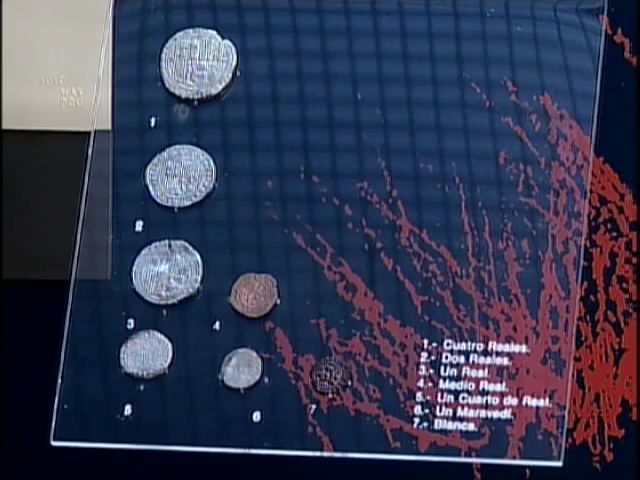 1
2
3
4
5
6
7
1.- Cuatro Reales.
2.- Dos Reales.
3.- Un Real.
4.- Medio Real.
5.- Un Cuarto de Real.
6.- Un Maravedí.
7.- Blanca.